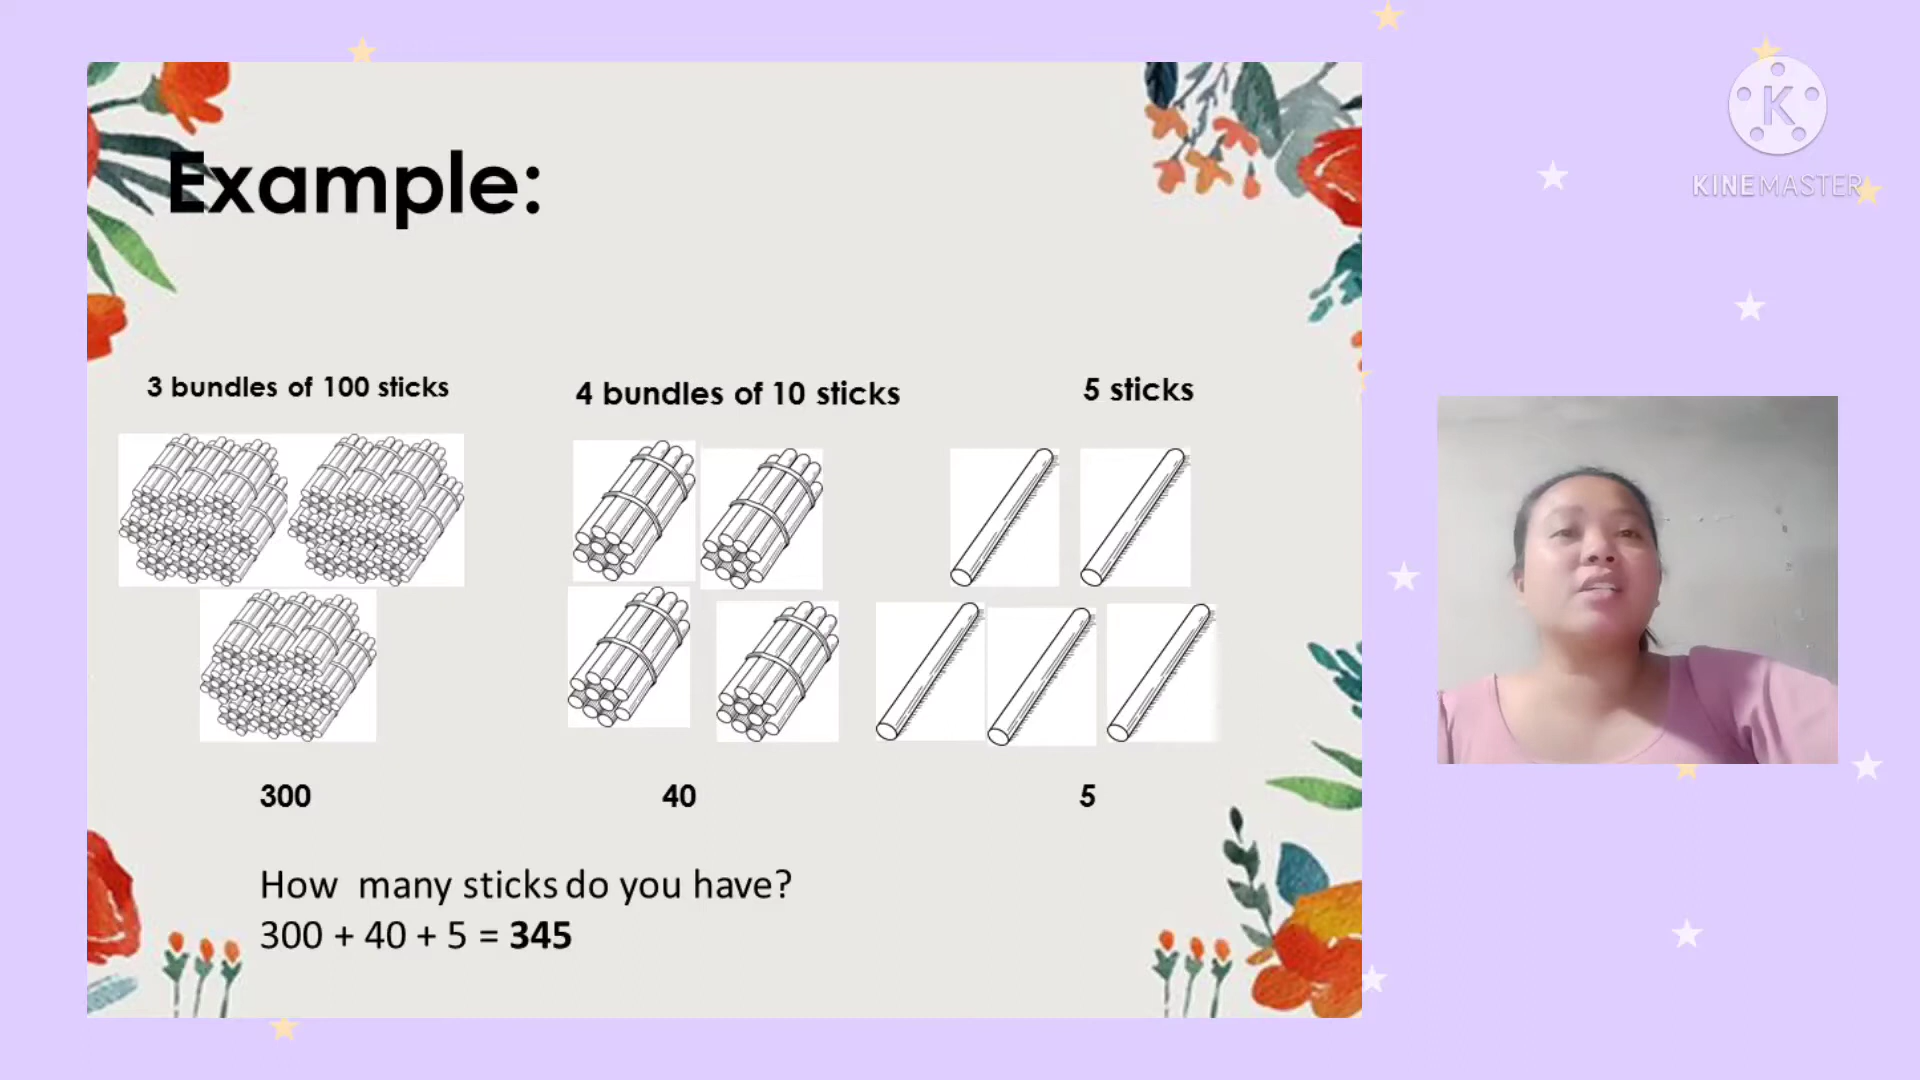 Example:
3 bundles of 100 sticks
4 bundles of 10 sticks
5 sticks
300
40
5
How many sticks do you have?
300 + 40 + 5 = 345
K
KINEMASTER